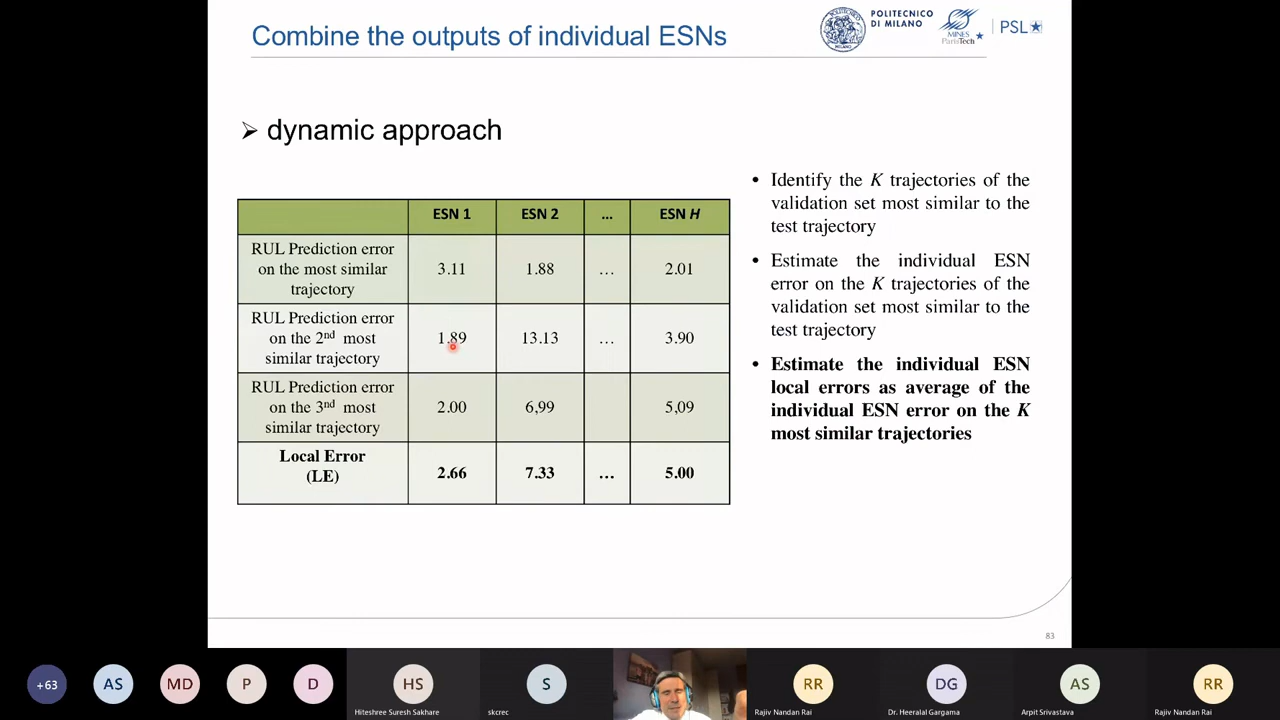 Combine the outputs of individual ESNs
POLITECNICO
DI MILANO
MINES
ParisTech
PSL
➢ dynamic approach
ESN 1
ESN 2
...
ESN H
RUL Prediction error
on the most similar
trajectory
3.11
1.88
…
2.01
RUL Prediction error
on the 2nd most
similar trajectory
1.89
13.13
…
3.90
RUL Prediction error
on the 3nd most
similar trajectory
2.00
6,99
5,09
Local Error
(LE)
2.66
7.33
…
5.00
• Identify the K trajectories of the
validation set most similar to the
test trajectory
• Estimate the individual ESN
error on the K trajectories of the
validation set most similar to the
test trajectory
• Estimate the individual ESN
local errors as average of the
individual ESN error on the K
most similar trajectories
83
+63
AS
MD
P
D
HS
Hiteshree Suresh Sakhare
S
skcrec
RR
Rajiv Nandan Rai
DG
Dr. Heeralal Gargama
AS
Arpit Srivastava
RR
Rajiv Nandan Rai